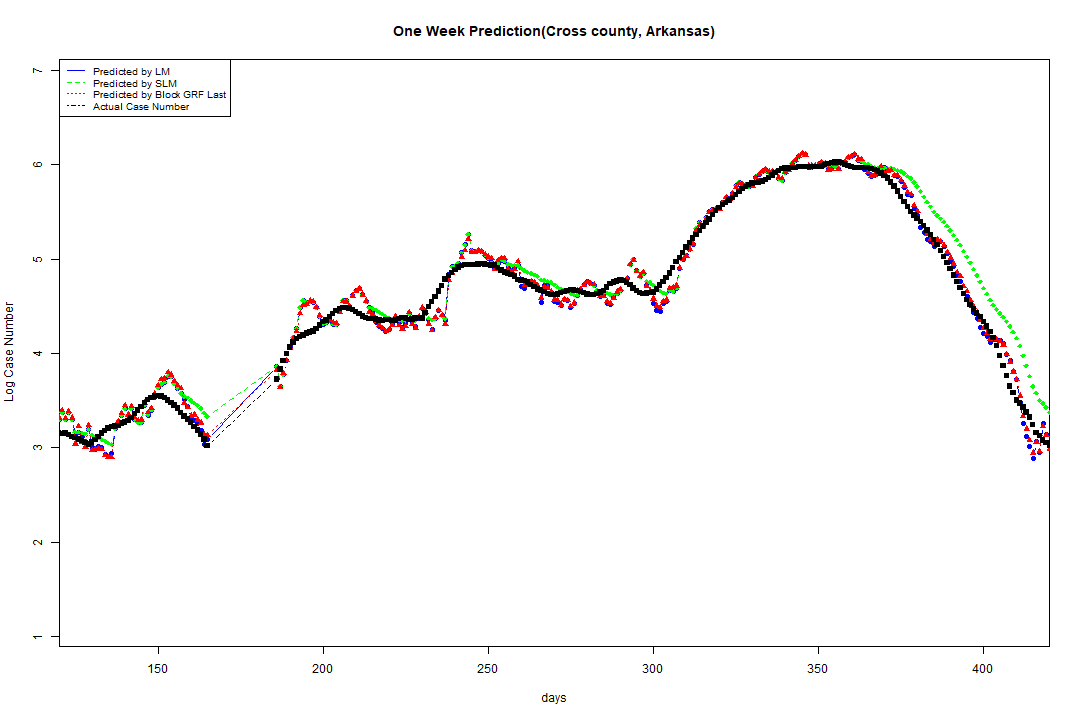 One Week Prediction(Cross county, Arkansas)
Predicted by LM
Predicted by SLM
Predicted by Block GRF Last
Actual Case Number
7
6
5
4
3
2
1
Log Case Number
150 200 250 300 350 400
days